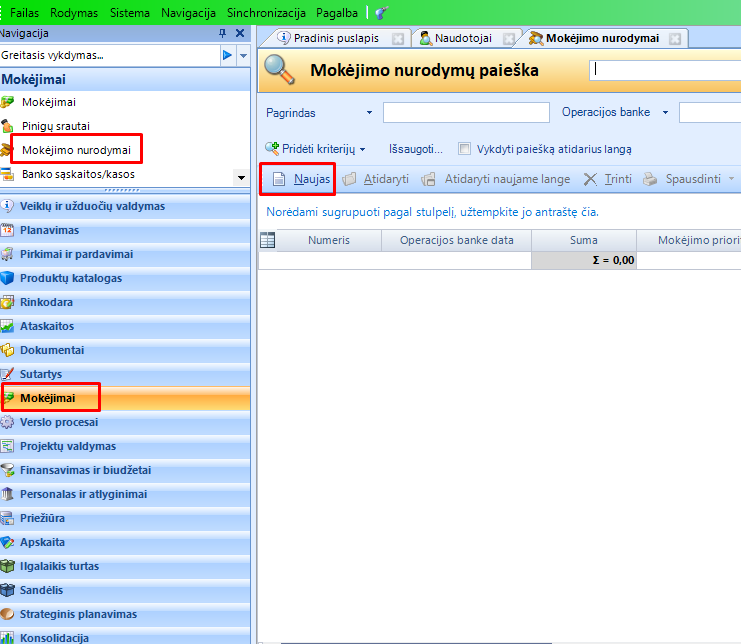 Failas Rodymas Sistema Navigacija Sinchronizacija Pagalba
Navigacija
Greitasis vykdymas...
Mokėjimai
Mokėjimai
Pinigų srautai
Mokėjimo nurodymai
Banko sąskaitos/kasos
Veiklų ir užduočių valdymas
Planavimas
Pirkimai ir pardavimai
Produktų katalogas
Rinkodara
Ataskaitos
Dokumentai
Sutartys
Mokėjimai
Verslo procesai
Projektų valdymas
Finansavimas ir biudžetai
Personalas ir atlyginimai
Priežiūra
Apskaita
Ilgalaikis turtas
Sandėlis
Strateginis planavimas
Konsolidacija
Pradinis puslapis Naudotojai Mokėjimo nurodymai
Mokėjimo nurodymų paieška
Pagrindas Operacijos banke
Pridėti kriterijų Išsaugoti... Vykdyti paiešką atidarius langą
Naujas Atidaryti Atidaryti naujame lange Trinti Spausdinti
Norėdami sugrupuoti pagal stulpelį, užtempkite jo antraštę čia.
Numeris Operacijos banke data Suma Mokėjimo priori
Σ = 0,00